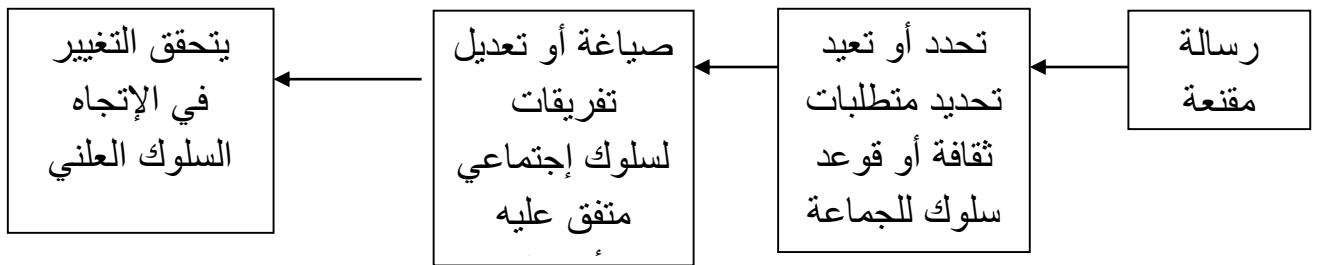 رسالة
مقنعة
تحدد أو تعيد
تحديد متطلبات
ثقافة أو قوعد
سلوك للجماعة
صياغة أو تعديل
تفريقات
لسلوك إجتماعي
متفق عليه
يتحقق التغيير
في الإتجاه
السلوك العلني